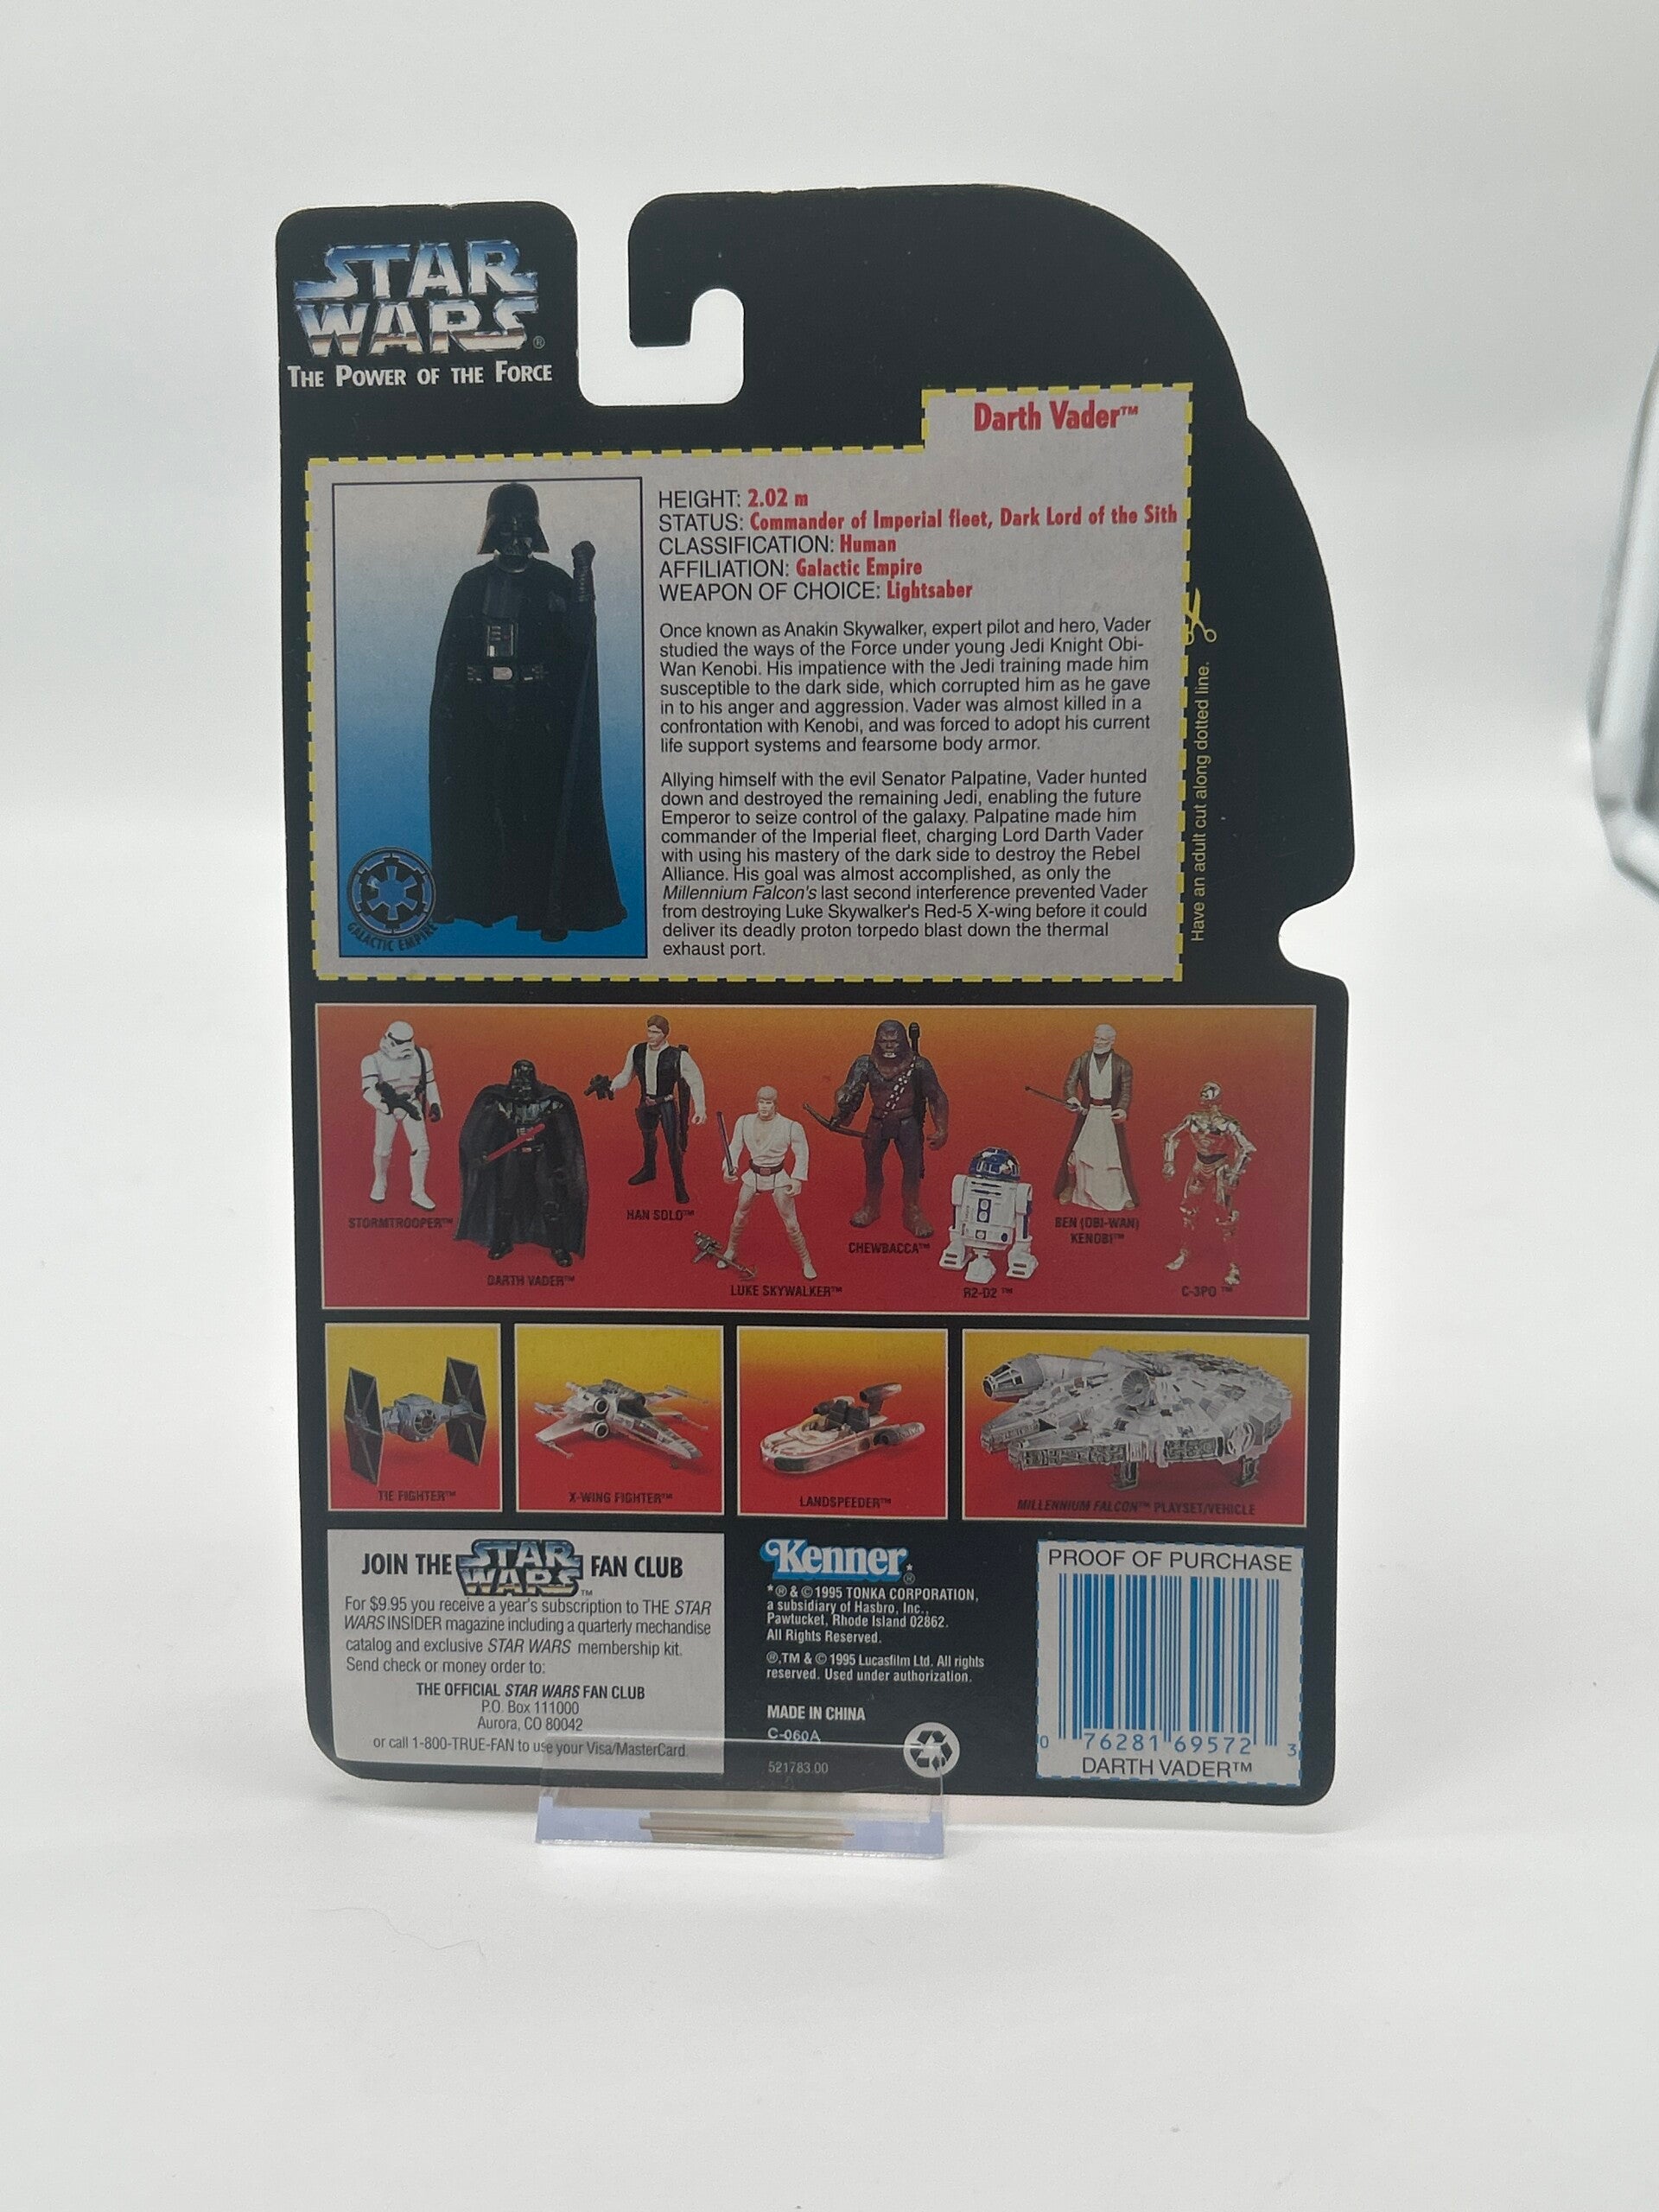 STAR
WARS®
THE POWER OF THE FORCE
Darth Vader™
HEIGHT: 2.02 m
STATUS: Commander of Imperial fleet, Dark Lord of the Sith
CLASSIFICATION: Human
AFFILIATION: Galactic Empire
WEAPON OF CHOICE: Lightsaber
Once known as Anakin Skywalker, expert pilot and hero, Vader
studied the ways of the Force under young Jedi Knight Obi-
Wan Kenobi. His impatience with the Jedi training made him
susceptible to the dark side, which corrupted him as he gave
in to his anger and aggression. Vader was almost killed in a
confrontation with Kenobi, and was forced to adopt his current
life support systems and fearsome body armor.
Allying himself with the evil Senator Palpatine, Vader hunted
down and destroyed the remaining Jedi, enabling the future
Emperor to seize control of the galaxy. Palpatine made him
commander of the Imperial fleet, charging Lord Darth Vader
with using his mastery of the dark side to destroy the Rebel
Alliance. His goal was almost accomplished, as only the
Millennium Falcon's last second interference prevented Vader
from destroying Luke Skywalker's Red-5 X-wing before it could
deliver its deadly proton torpedo blast down the thermal
exhaust port.
GALACTIC EMPIRE
Have an adult cut along dotted line.
STORMTROOPER™
DARTH VADER™
HAN SOLO™
LUKE SKYWALKER™
CHEWBACCA™
R2-D2 ™
BEN (OBI-WAN)
KENOBI™
C-3PO ™
TIE FIGHTER™
X-WING FIGHTER™
LANDSPEEDER™
MILLENNIUM FALCON™ PLAYSET/VEHICLE
JOIN THE STAR WARS™ FAN CLUB
For $9.95 you receive a year's subscription to THE STAR
WARS INSIDER magazine including a quarterly mechandise
catalog and exclusive STAR WARS membership kit.
Send check or money order to:
THE OFFICIAL STAR WARS FAN CLUB
P.O. Box 111000
Aurora, CO 80042
or call 1-800-TRUE-FAN to use your Visa/MasterCard.
Kenner®*
*® & © 1995 TONKA CORPORATION,
a subsidiary of Hasbro, Inc.,
Pawtucket, Rhode Island 02862.
All Rights Reserved.
®,TM & © 1995 Lucasfilm Ltd. All rights
reserved. Used under authorization.
MADE IN CHINA
C-060A
521783.00
PROOF OF PURCHASE
0 76281 69572 3
DARTH VADER™